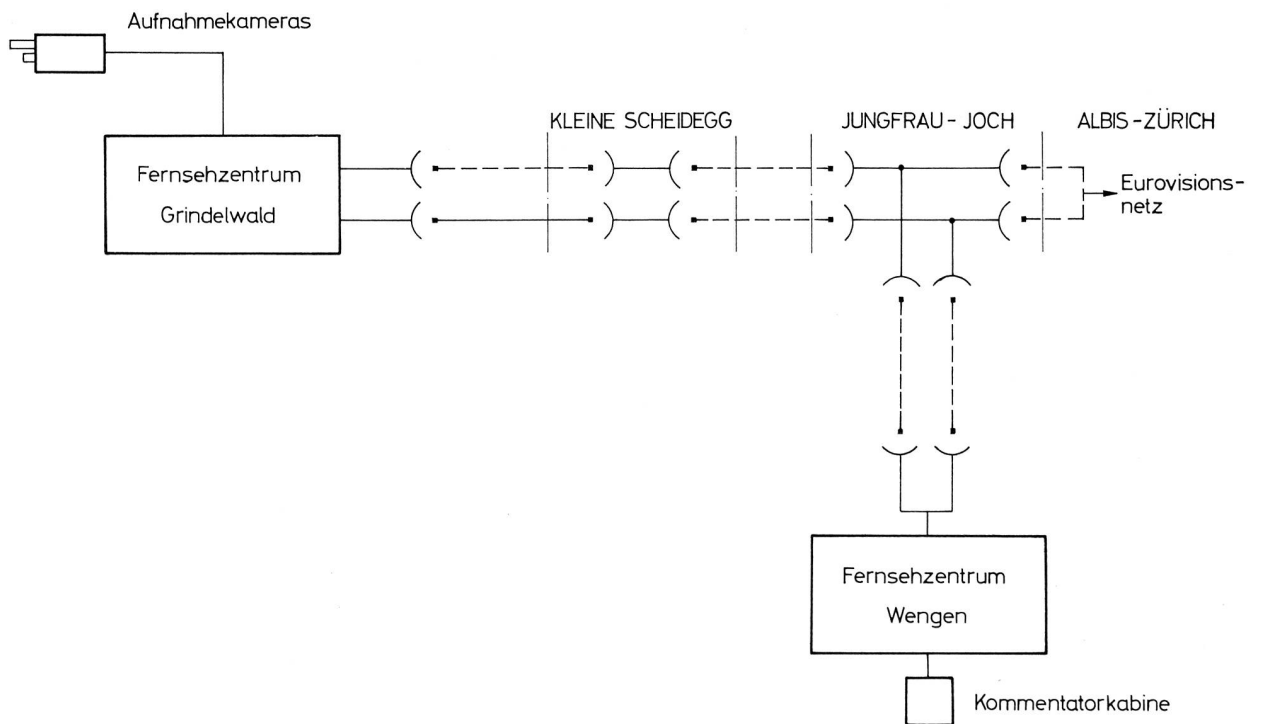 Aufnahmekameras
KLEINE SCHEIDEGG
JUNGFRAU-JOCH
ALBIS-ZÜRICH
Fernsehzentrum
Grindelwald
Eurovisions-
netz
Fernsehzentrum
Wengen
Kommentatorkabine